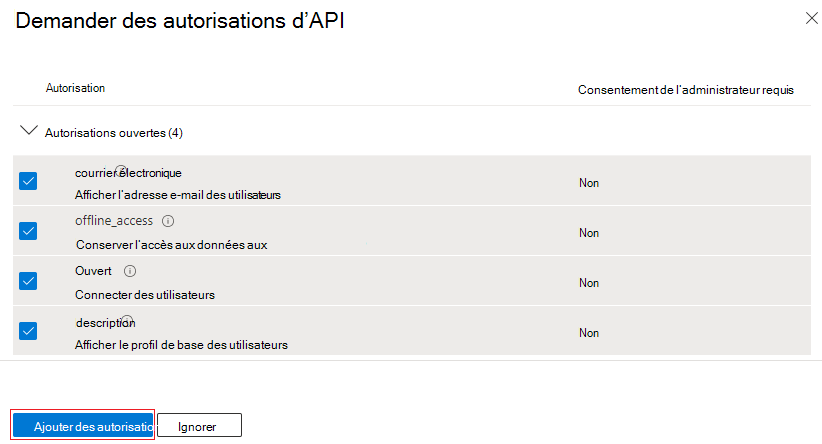 Demander des autorisations d'API
Autorisation Consentement de l'administrateur requis
Autorisations ouvertes (4)
courrier électronique
Afficher l'adresse e-mail des utilisateurs Non
offline_access
Conserver l'accès aux données aux Non
Ouvert
Connecter des utilisateurs Non
description
Afficher le profil de base des utilisateurs Non
Ajouter des autorisatio Ignorer